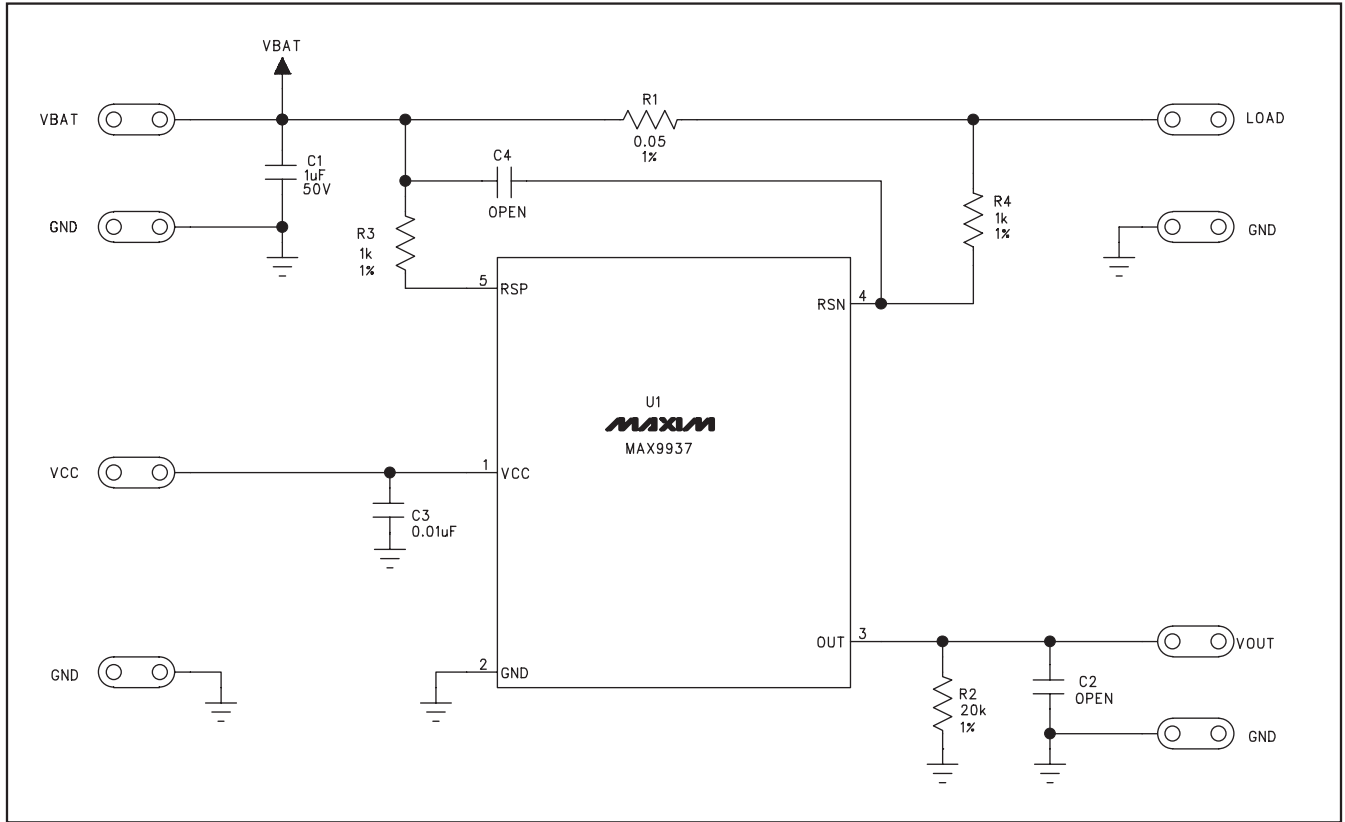 VBAT
VBAT
R1
0.05
1%
LOAD
C1
1uF
50V
C4
OPEN
GND
R3
1k
1%
R4
1k
1%
GND
5
RSP
RSN
4
U1
MAXIM
MAX9937
VCC
1
VCC
C3
0.01uF
OUT
3
VOUT
GND
2
GND
R2
20k
1%
C2
OPEN
GND